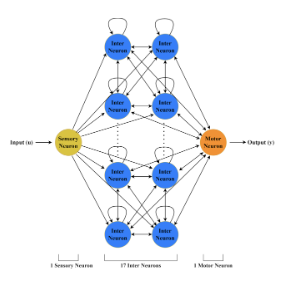 Inter
Neuron
Inter
Neuron
Inter
Neuron
Inter
Neuron
Input (u)
Sensory
Neuron
Motor
Neuron
Output (y)
Inter
Neuron
Inter
Neuron
Inter
Neuron
Inter
Neuron
1 Sensory Neuron
17 Inter Neurons
1 Motor Neuron